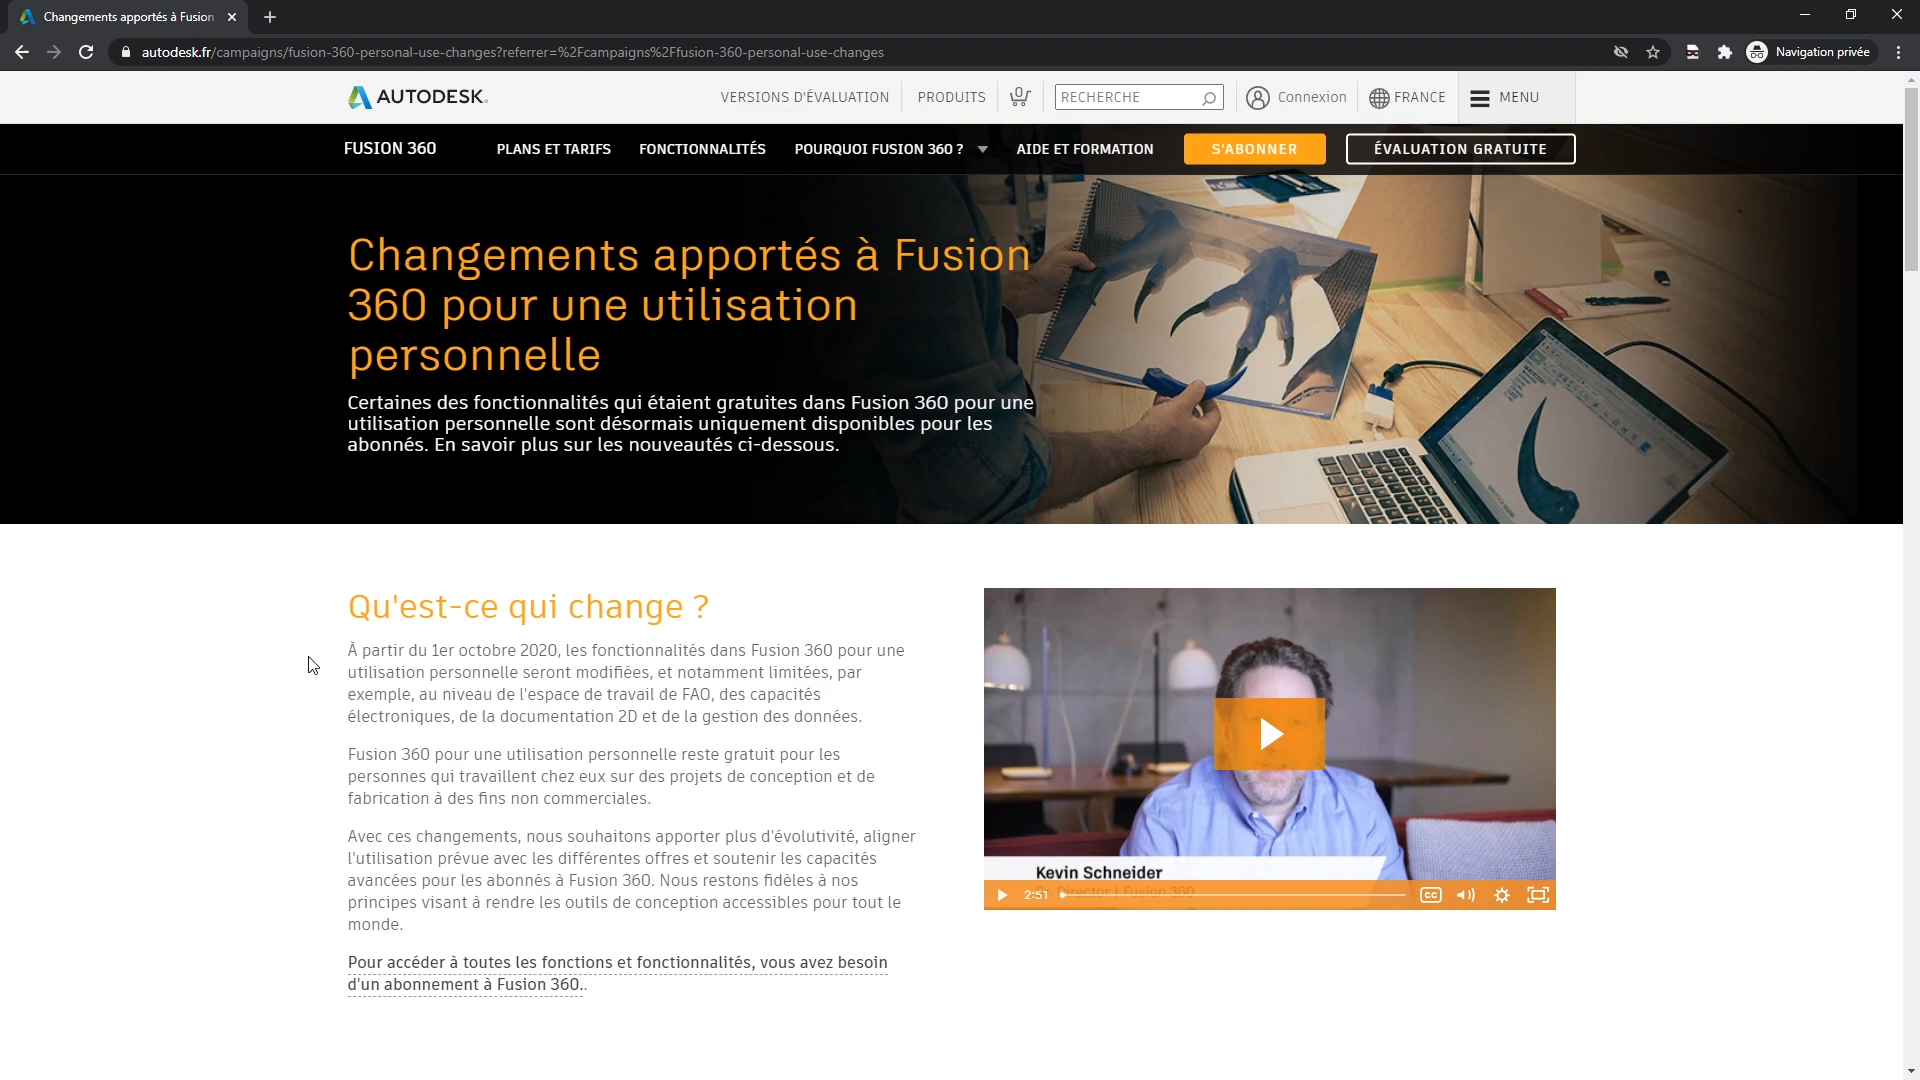 Changements apportés à Fusion
autodesk.fr/campaigns/fusion-360-personal-use-changes?referrer=%2Fcampaigns%2Ffusion-360-personal-use-changes
Navigation privée
AUTODESK.
VERSIONS D'ÉVALUATION
PRODUITS
0
RECHERCHE
Connexion
FRANCE
MENU
FUSION 360
PLANS ET TARIFS
FONCTIONNALITÉS
POURQUOI FUSION 360 ?
AIDE ET FORMATION
S'ABONNER
ÉVALUATION GRATUITE
Changements apportés à Fusion
360 pour une utilisation
personnelle
Certaines des fonctionnalités qui étaient gratuites dans Fusion 360 pour une
utilisation personnelle sont désormais uniquement disponibles pour les
abonnés. En savoir plus sur les nouveautés ci-dessous.
Qu'est-ce qui change ?
À partir du 1er octobre 2020, les fonctionnalités dans Fusion 360 pour une
utilisation personnelle seront modifiées, et notamment limitées, par
exemple, au niveau de l'espace de travail de FAO, des capacités
électroniques, de la documentation 2D et de la gestion des données.
Fusion 360 pour une utilisation personnelle reste gratuit pour les
personnes qui travaillent chez eux sur des projets de conception et de
fabrication à des fins non commerciales.
Avec ces changements, nous souhaitons apporter plus d'évolutivité, aligner
l'utilisation prévue avec les différentes offres et soutenir les capacités
avancées pour les abonnés à Fusion 360. Nous restons fidèles à nos
principes visant à rendre les outils de conception accessibles pour tout le
monde.
Pour accéder à toutes les fonctions et fonctionnalités, vous avez besoin
d'un abonnement à Fusion 360..
Kevin Schneider
Director | Fusion 360
2:51
CC